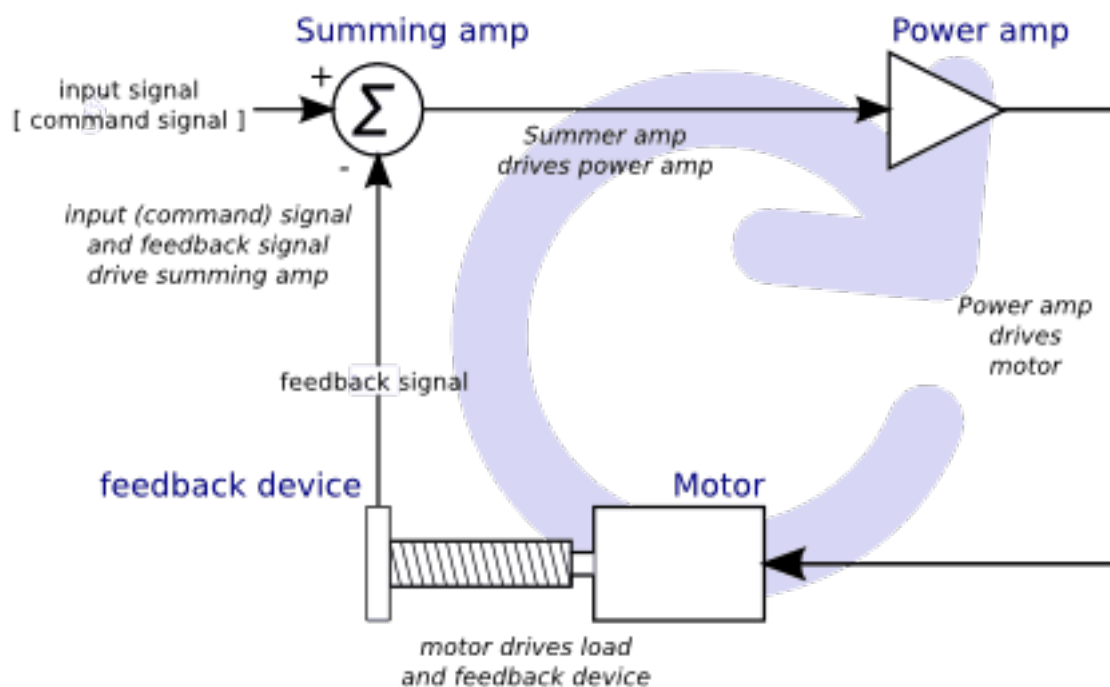 Summing amp
Power amp
+
input signal
[ command signal ]
Σ
Summer amp
drives power amp
-
input (command) signal
and feedback signal
drive summing amp
Power amp
drives
motor
feedback signal
feedback device
Motor
motor drives load
and feedback device